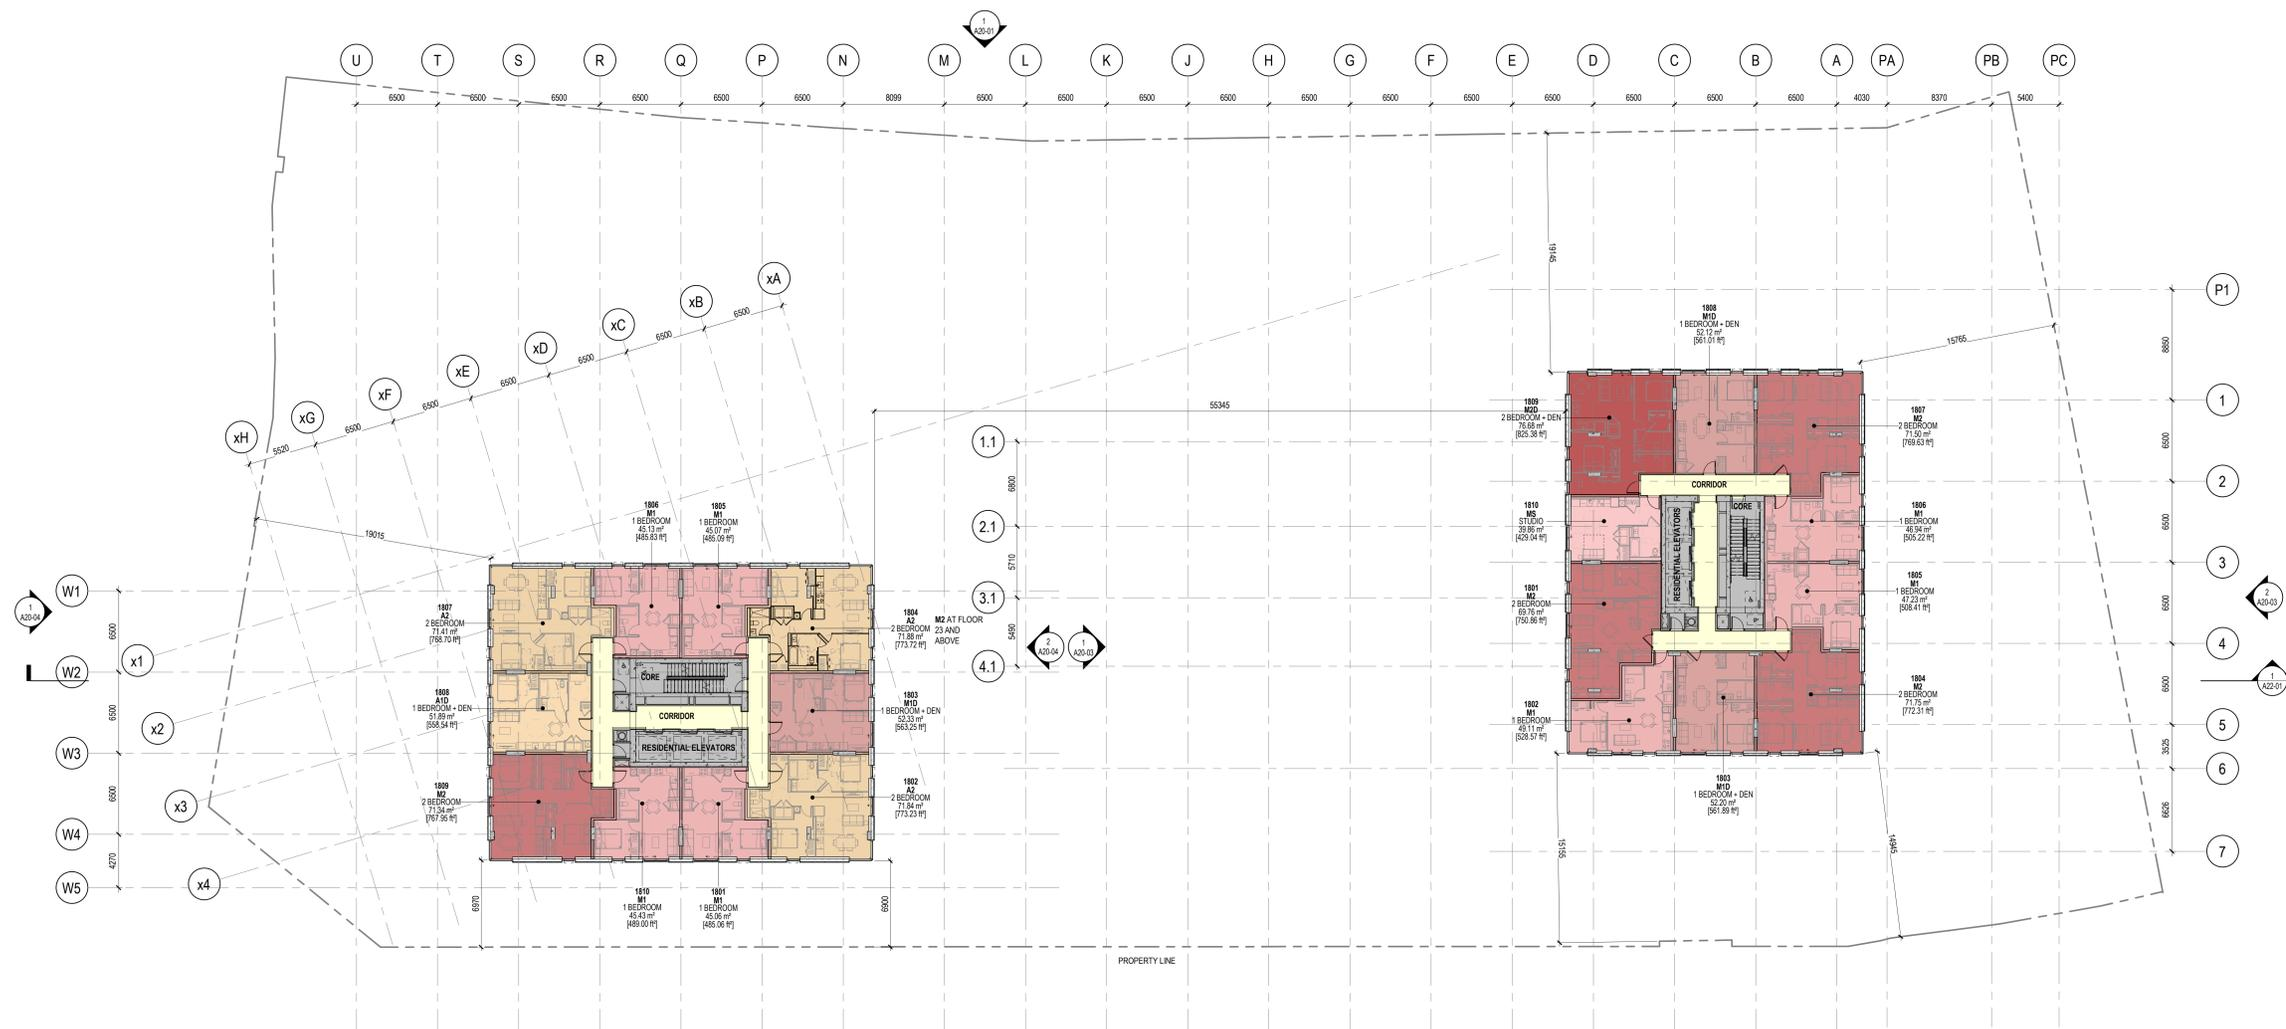 1
A20-01
U
T
S
R
Q
P
N
M
L
K
J
H
G
F
E
D
C
B
A
PA
PB
PC
6500
6500
6500
6500
6500
6500
8099
6500
6500
6500
6500
6500
6500
6500
6500
6500
6500
6500
4030
8370
5400
xA
xB
xC
xD
xE
xF
xG
xH
6500
6500
6500
6500
6500
6500
5520
19015
55345
19145
15765
1808
M1D
1 BEDROOM + DEN
52.12 m²
[561.01 ft²]
1809
M2D
2 BEDROOM + DEN
76.68 m²
[825.38 ft²]
1807
M2
2 BEDROOM
71.50 m²
[769.63 ft²]
CORRIDOR
CORE
RESIDENTIAL ELEVATORS
1810
MS
STUDIO
39.86 m²
[429.04 ft²]
1806
M1
1 BEDROOM
46.94 m²
[505.22 ft²]
1801
M2
2 BEDROOM
69.76 m²
[750.86 ft²]
1805
M1
1 BEDROOM
47.23 m²
[508.41 ft²]
1802
M1
1 BEDROOM
49.11 m²
[528.57 ft²]
1804
M2
2 BEDROOM
71.75 m²
[772.31 ft²]
1803
M1D
1 BEDROOM + DEN
52.20 m²
[561.89 ft²]
P1
1
2
3
4
5
6
7
8850
6500
6500
6500
6500
3525
6626
2
A20-03
1
A22-01
1.1
2.1
3.1
4.1
6800
5710
5490
2
A20-04
1
A20-03
1806
M1
1 BEDROOM
45.13 m²
[485.83 ft²]
1805
M1
1 BEDROOM
45.07 m²
[485.09 ft²]
1807
A2
2 BEDROOM
71.41 m²
[768.70 ft²]
1804
A2
2 BEDROOM
71.88 m²
[773.72 ft²]
M2 AT FLOOR
23 AND
ABOVE
CORE
CORRIDOR
RESIDENTIAL ELEVATORS
1808
A1D
1 BEDROOM + DEN
51.89 m²
[558.54 ft²]
1803
M1D
1 BEDROOM + DEN
52.33 m²
[563.25 ft²]
1809
M2
2 BEDROOM
71.34 m²
[767.95 ft²]
1802
A2
2 BEDROOM
71.84 m²
[773.23 ft²]
1810
M1
1 BEDROOM
45.43 m²
[489.00 ft²]
1801
M1
1 BEDROOM
45.06 m²
[485.06 ft²]
1
A20-04
W1
W2
W3
W4
W5
6500
6500
6500
4270
x1
x2
x3
x4
6970
6900
15155
14945
PROPERTY LINE